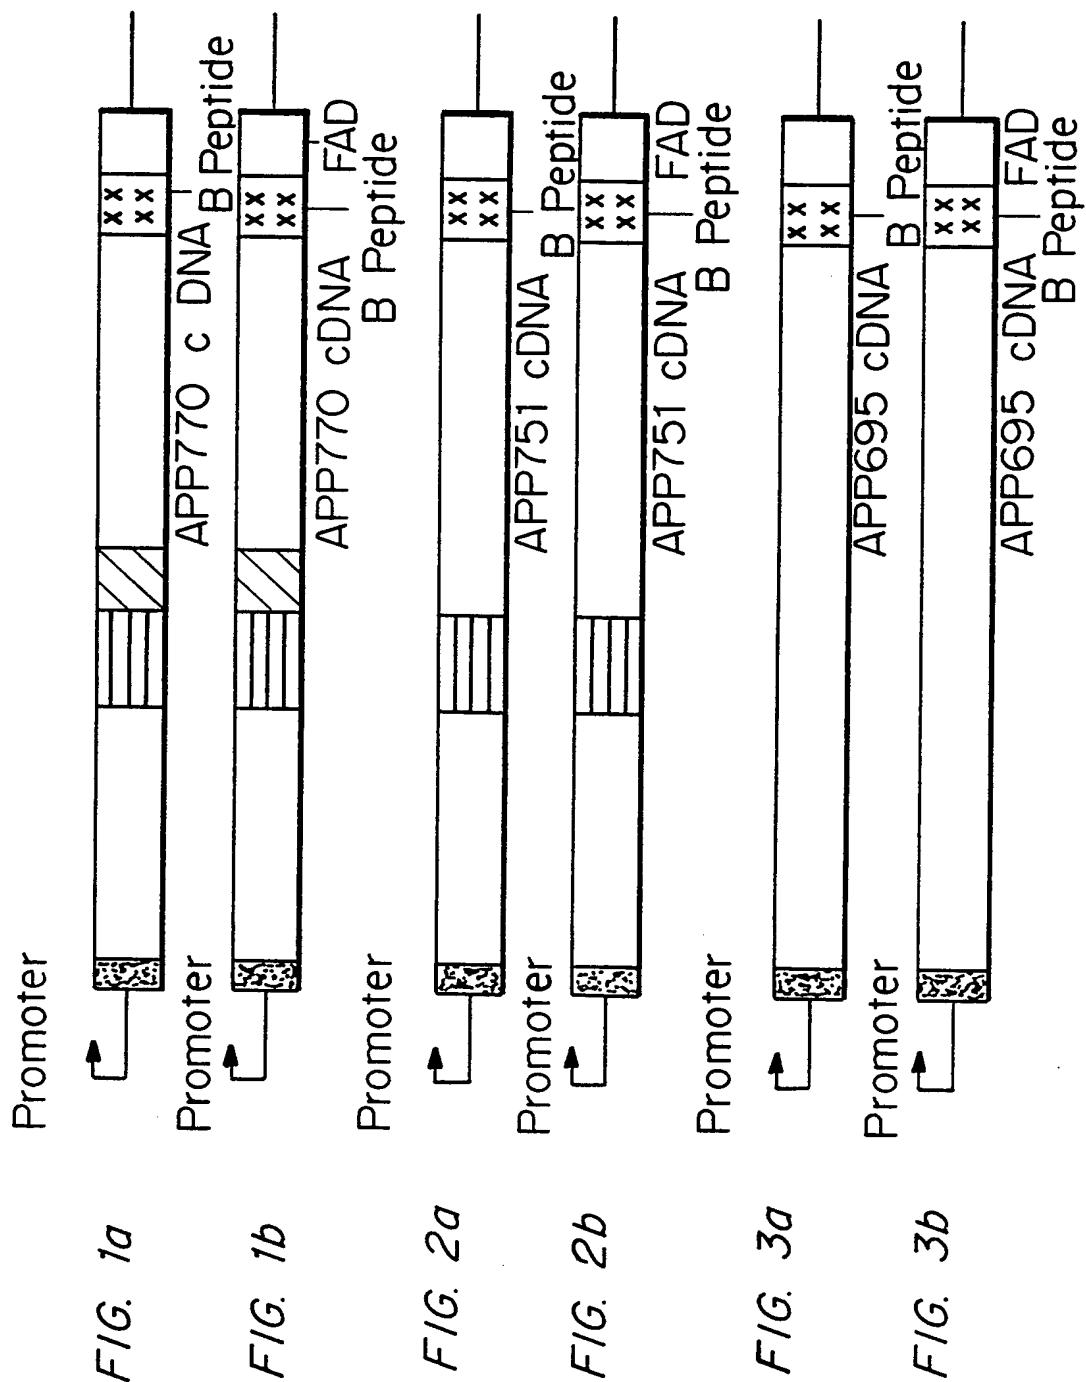 Promoter
FIG. 1a
APP770 c DNA
B Peptide
Promoter
FIG. 1b
APP770 cDNA
FAD
B Peptide
Promoter
FIG. 2a
APP751 cDNA
B Peptide
Promoter
FIG. 2b
APP751 cDNA
FAD
B Peptide
Promoter
FIG. 3a
APP695 cDNA
B Peptide
Promoter
FIG. 3b
APP695 cDNA
FAD
B Peptide